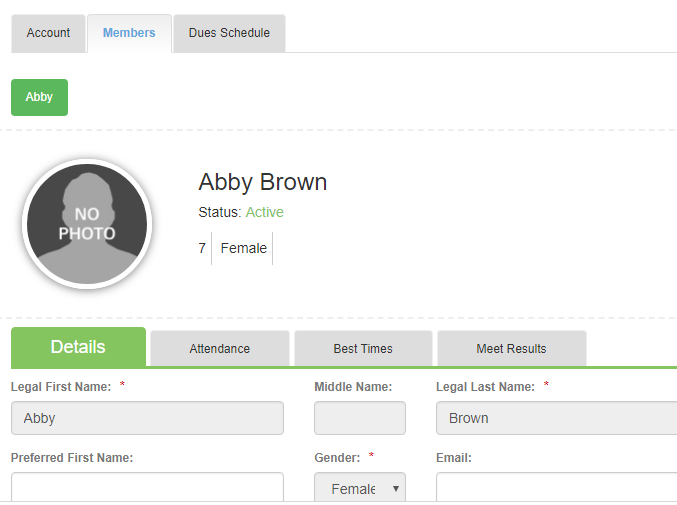 Account Members Dues Schedule
Abby
NO
PHOTO
Abby Brown
Status: Active
7 Female
Details Attendance Best Times Meet Results
Legal First Name: * Middle Name: Legal Last Name: *
Abby Brown
Preferred First Name: Gender: * Email:
Female